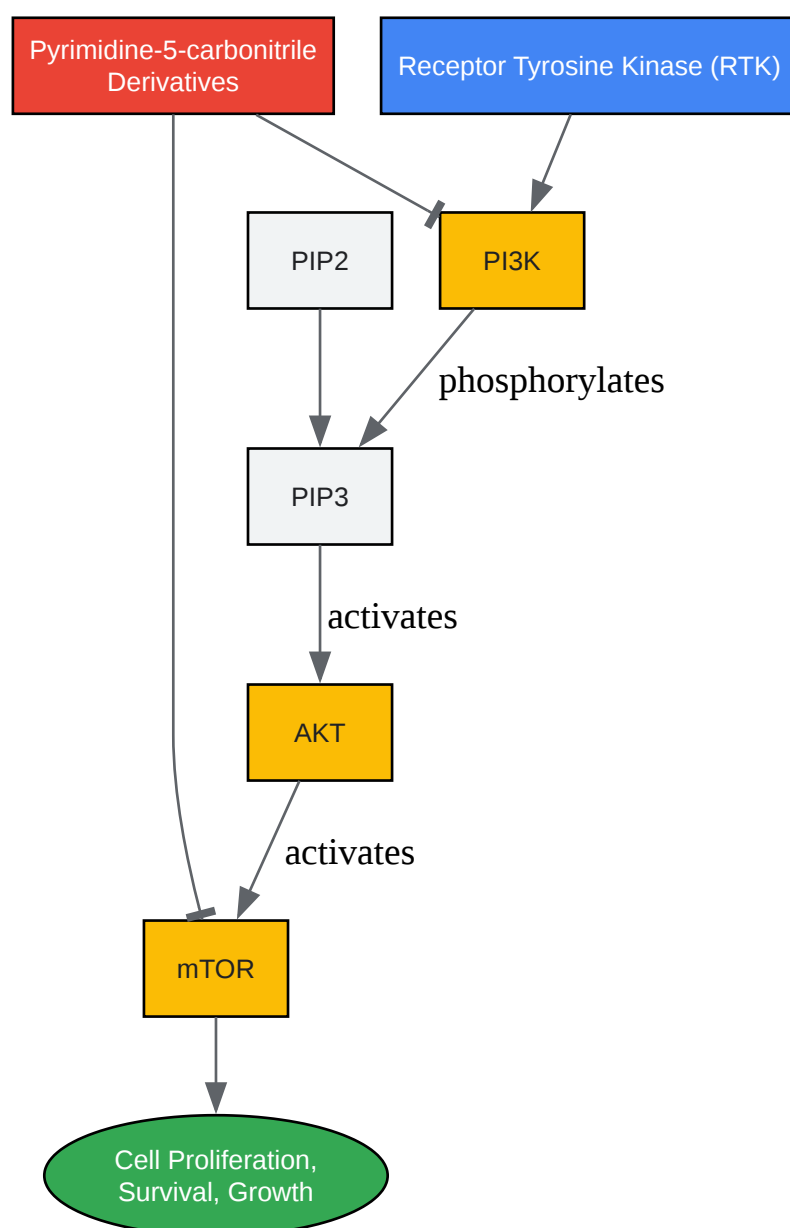 Pyrimidine-5-carbonitrile
Derivatives
Receptor Tyrosine Kinase (RTK)
PIP2
PI3K
phosphorylates
PIP3
activates
AKT
activates
mTOR
Cell Proliferation,
Survival, Growth